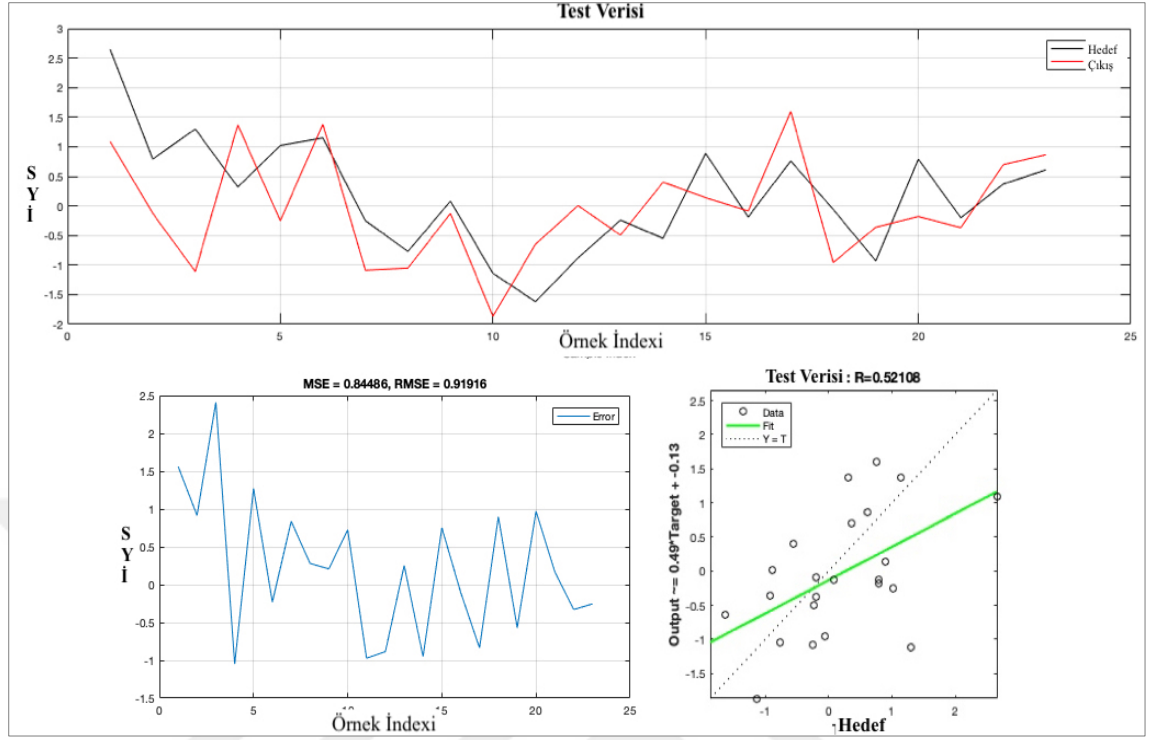 Test Verisi
3
2.5
2
1.5
1
0.5
0
-0.5
-1
-1.5
-2
S
Y
İ
Hedef
Çıkış
0
5
10
15
20
25
Örnek İndexi
MSE = 0.84486, RMSE = 0.91916
2.5
2
1.5
1
0.5
0
-0.5
-1
-1.5
S
Y
İ
Error
0
5
20
25
Örnek İndexi
Test Verisi : R=0.52108
Output ~= 0.49*Target + -0.13
2.5
2
1.5
1
0.5
0
-0.5
-1
-1.5
Data
Fit
Y = T
-1
0
1
2
Hedef